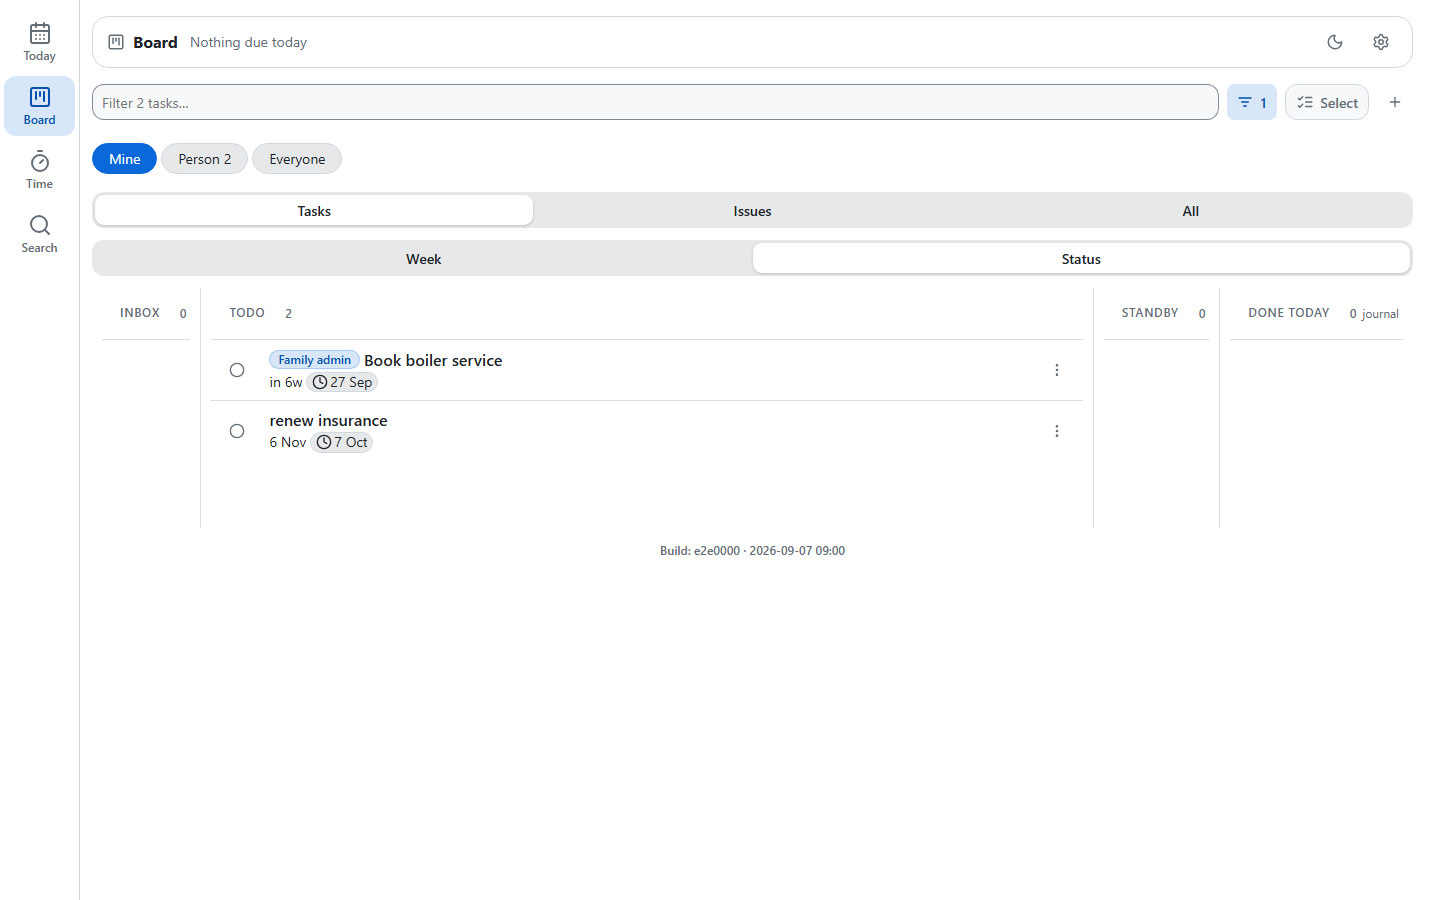 Today
Board
Time
Search
Board Nothing due today
Filter 2 tasks...
1
Select
Mine
Person 2
Everyone
Tasks
Issues
All
Week
Status
INBOX 0
TODO 2
Family admin Book boiler service
in 6w 27 Sep
renew insurance
6 Nov 7 Oct
STANDBY 0
DONE TODAY 0 journal
Build: e2e0000 · 2026-09-07 09:00